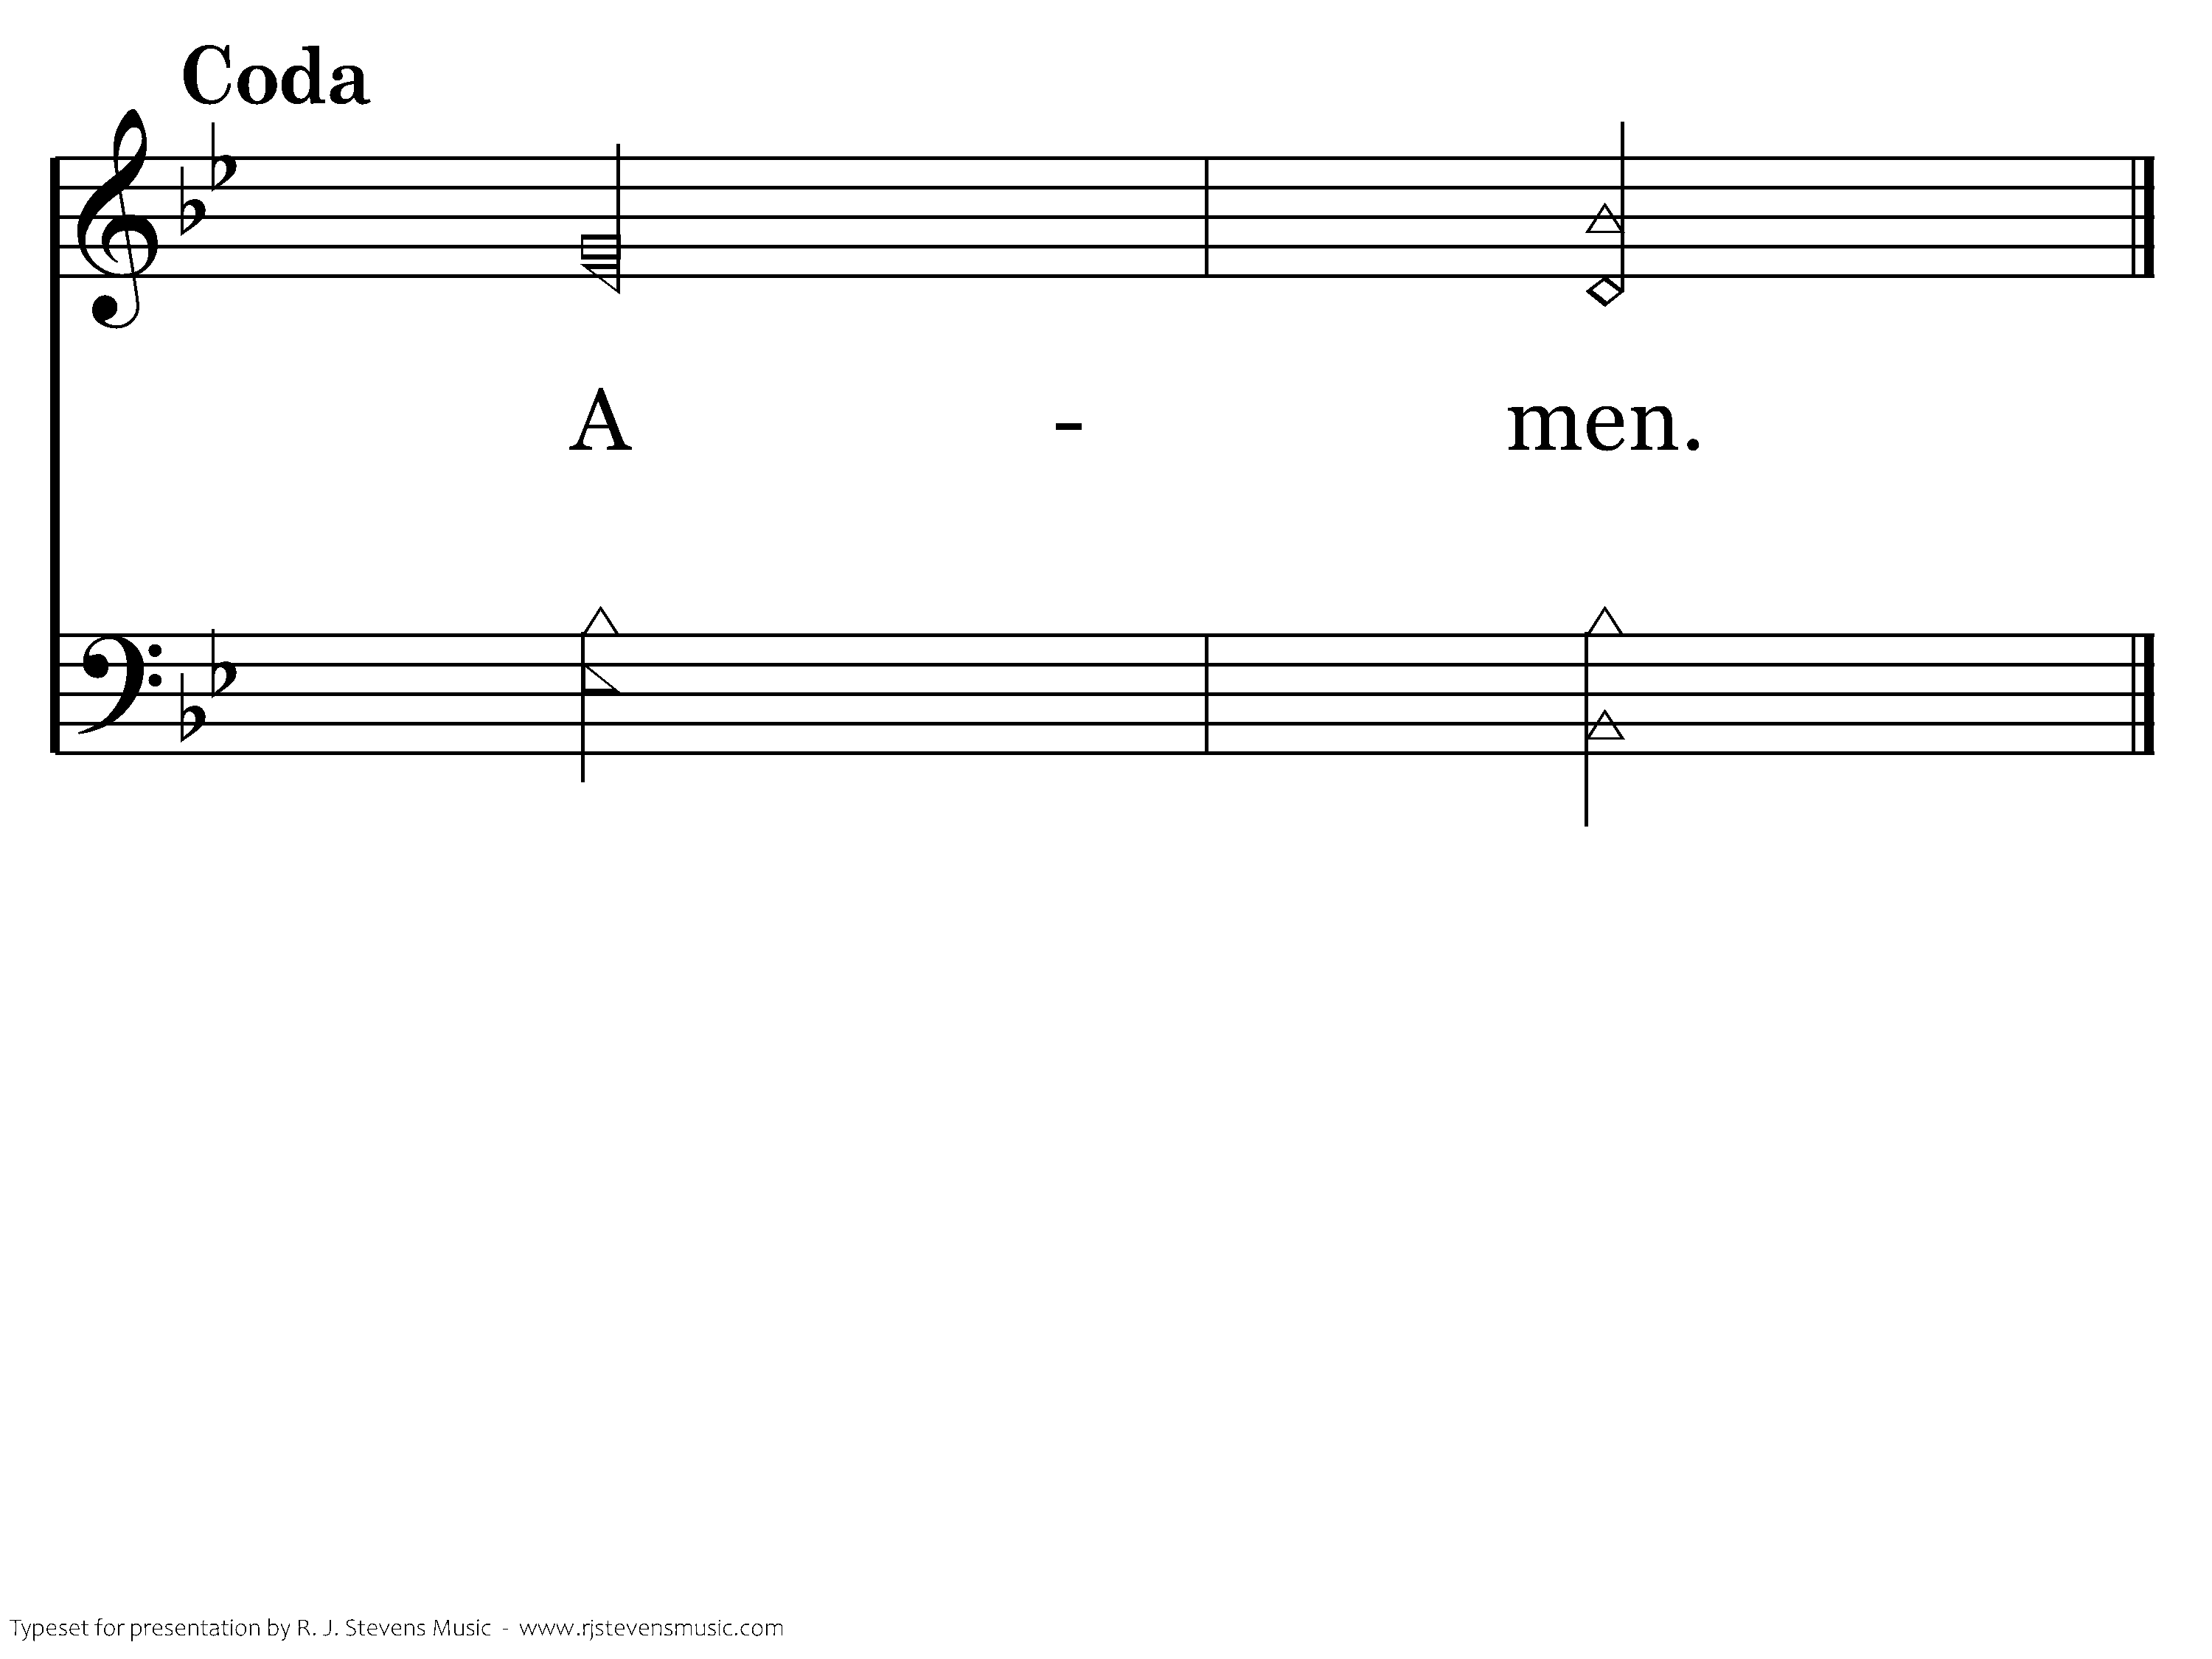 Coda
A - men.
Typeset for presentation by R. J. Stevens Music - www.rjstevensmusic.com